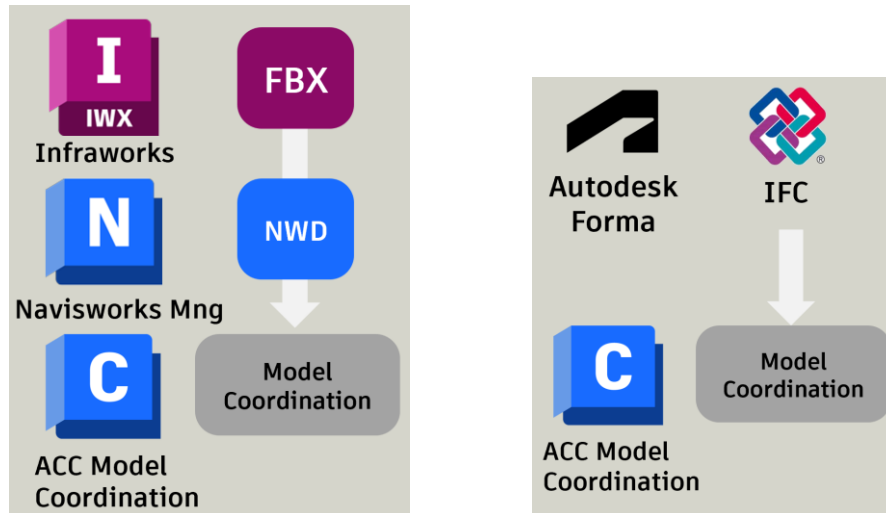 I
IWX
Infraworks
FBX
N
Navisworks Mng
NWD
C
ACC Model
Coordination
Model
Coordination
Autodesk
Forma
®
IFC
C
ACC Model
Coordination
Model
Coordination